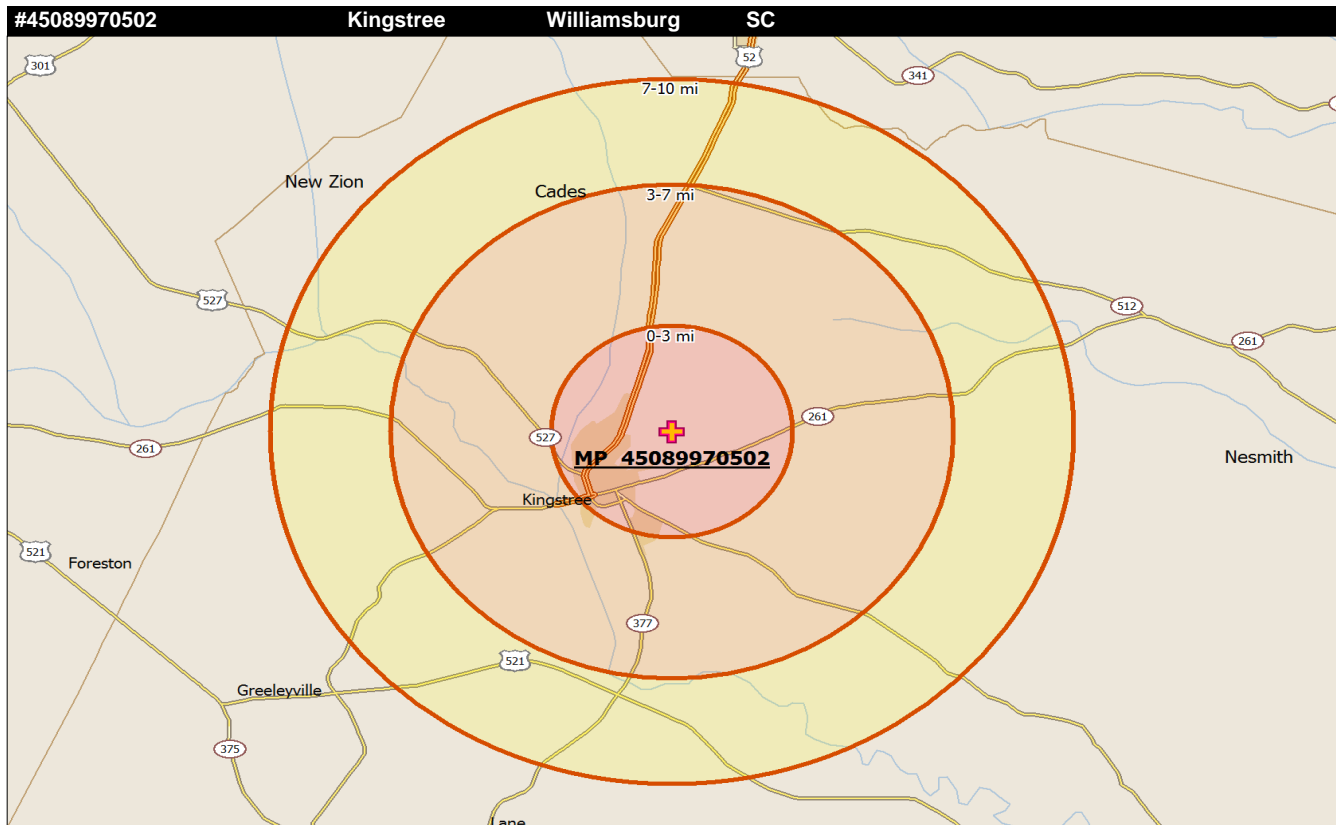 #45089970502 Kingstree Williamsburg SC
52
301
341
7-10 mi
New Zion
Cades
3-7 mi
527
512
0-3 mi
261
261
527
261
MP 45089970502
Nesmith
Kingstree
521
Foreston
377
521
Greeleyville
375
Lane